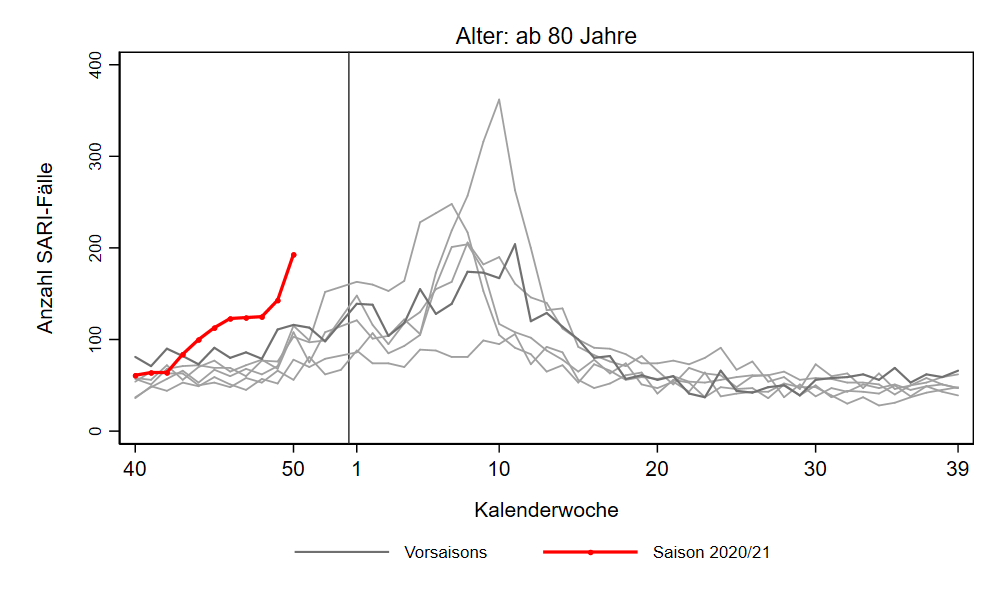 Alter: ab 80 Jahre
Anzahl SARI-Fälle
400
300
200
100
0
40 50 1 10 20 30 39
Kalenderwoche
Vorsaisons Saison 2020/21